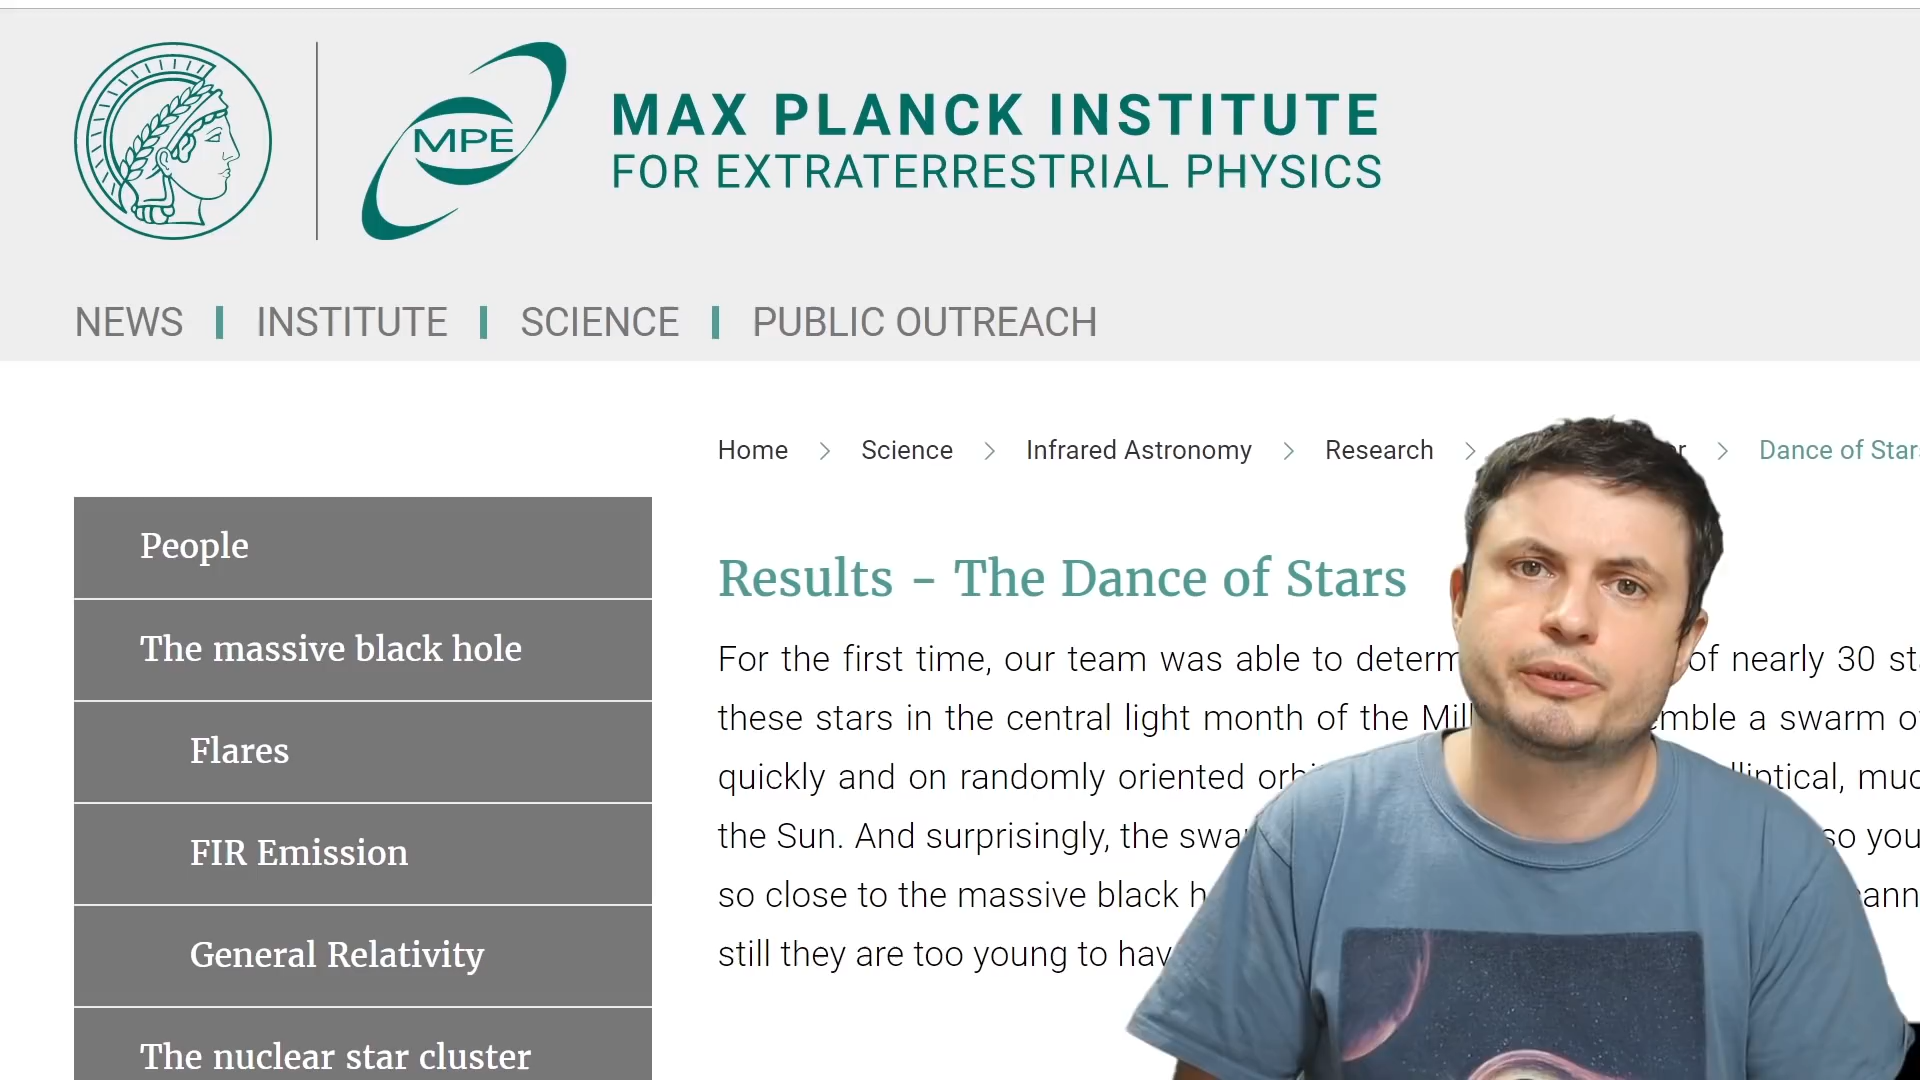 MPE
MAX PLANCK INSTITUTE
FOR EXTRATERRESTRIAL PHYSICS
NEWS
INSTITUTE
SCIENCE
PUBLIC OUTREACH
Home > Science > Infrared Astronomy > Research > > Dance of Star
People
The massive black hole
Flares
FIR Emission
General Relativity
The nuclear star cluster
Results - The Dance of Stars
For the first time, our team was able to of nearly 30
these stars in the central light month of the a swarm
quickly and on randomly oriented
the Sun. And surprisingly, the
so close to the massive black
still they are too young to